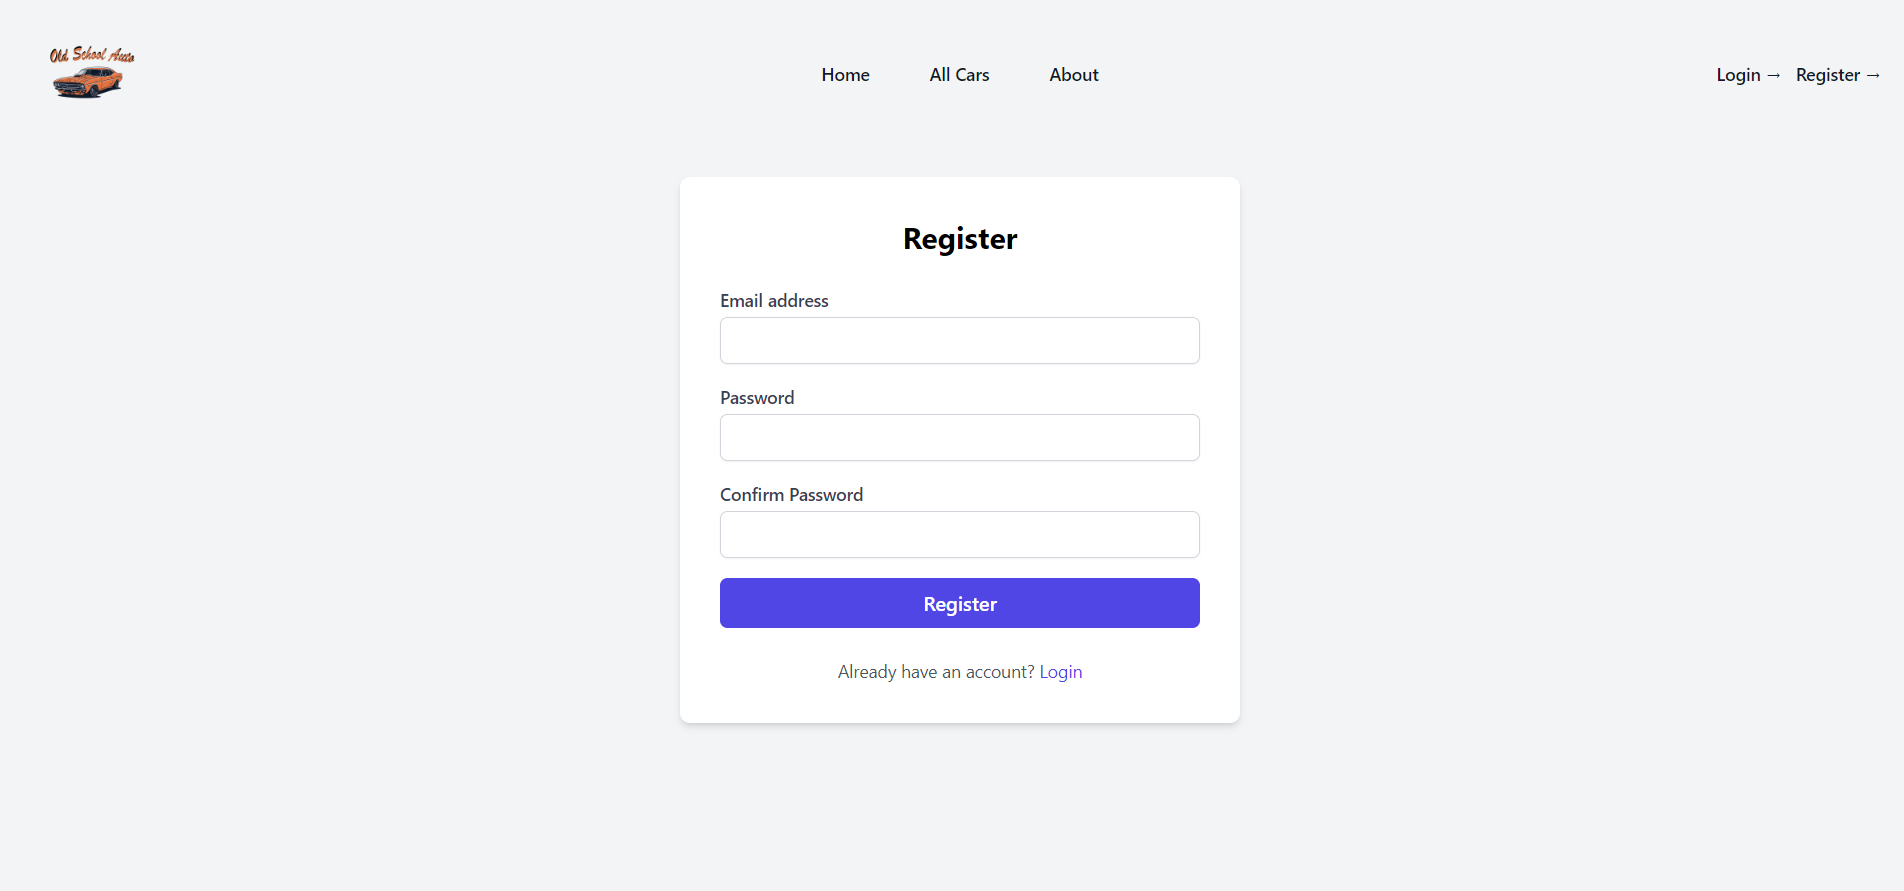 Old School Auto
Home All Cars About
Login → Register →
Register
Email address
Password
Confirm Password
Register
Already have an account? Login